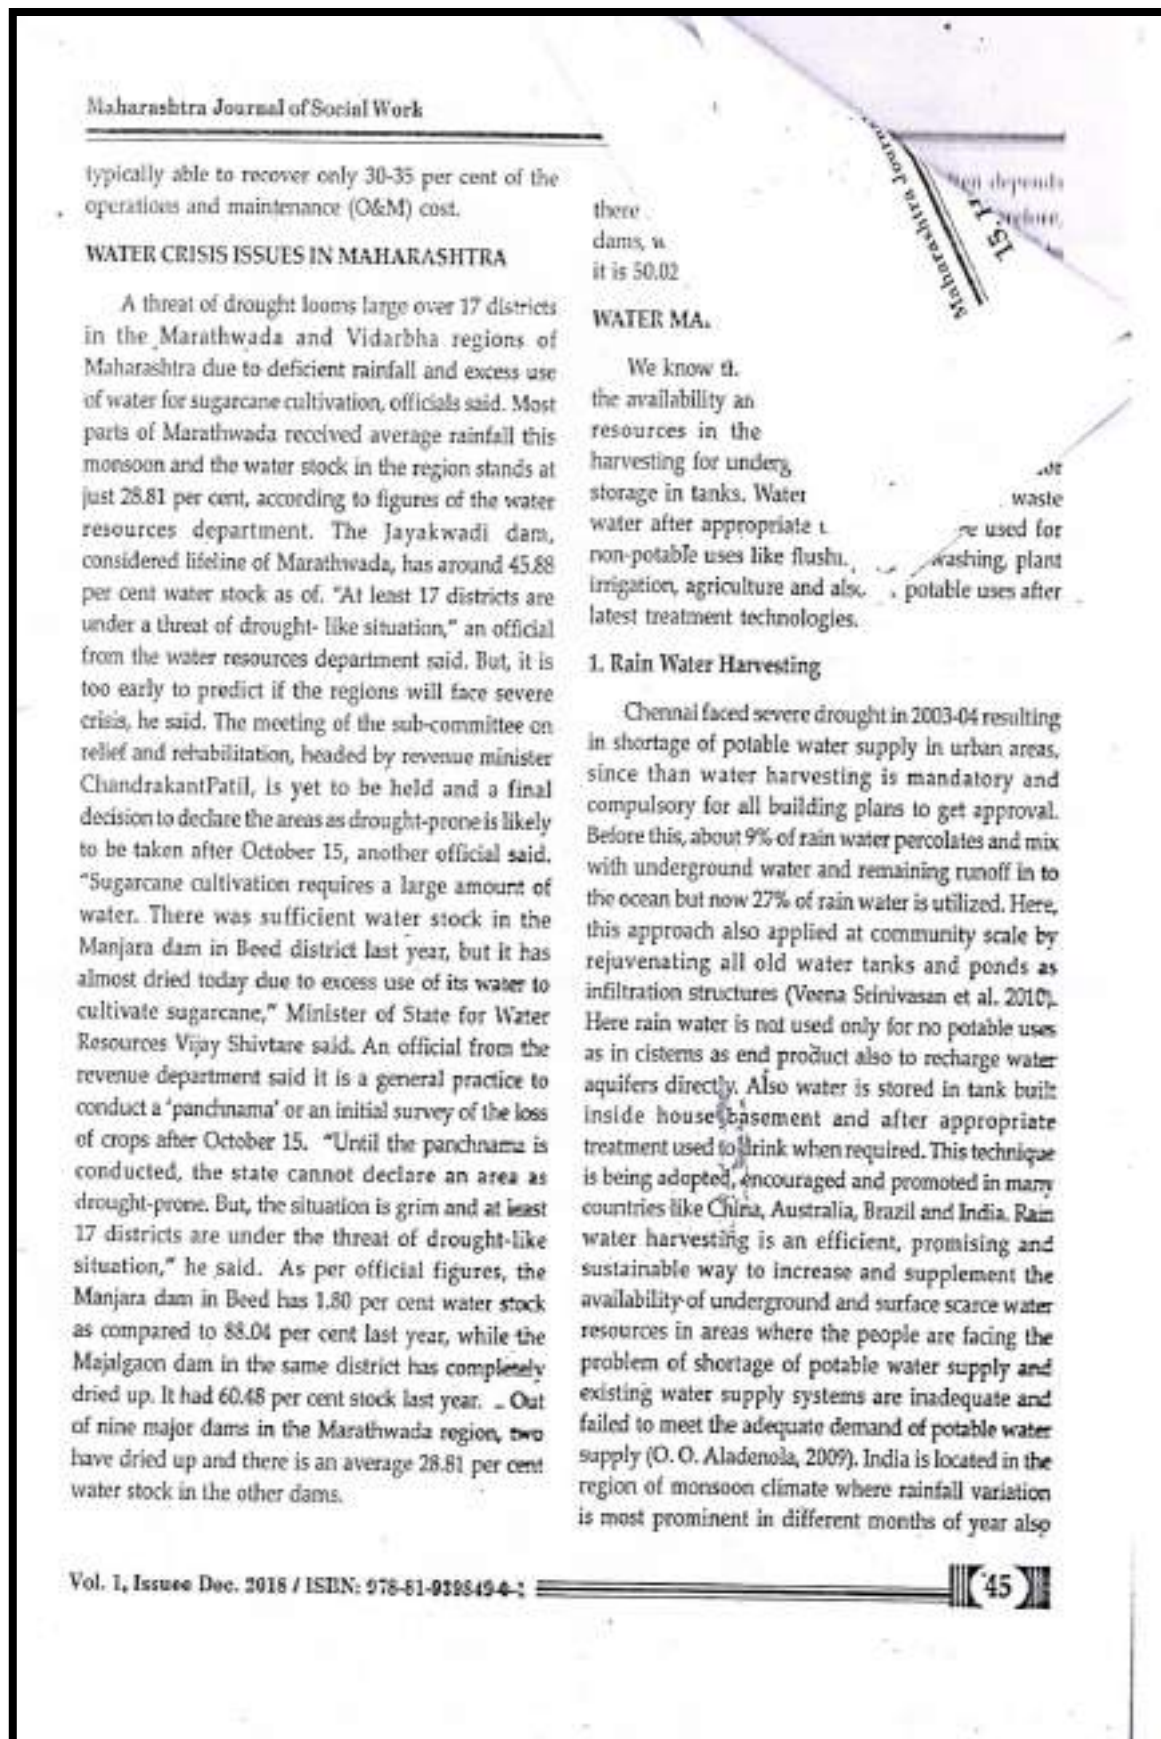 Maharashtra Journal of Social Work
typically able to recover only 30-35 per cent of the
operations and maintenance (O&M) cost.
WATER CRISIS ISSUES IN MAHARASHTRA
A threat of drought looms large over 17 districts
in the Marathwada and Vidarbha regions of
Maharashtra due to deficient rainfall and excess use
of water for sugarcane cultivation, officials said. Most
parts of Marathwada received average rainfall this
monsoon and the water stock in the region stands at
just 28.81 per cent, according to figures of the water
resources department. The Jayakwadi dam,
considered lifeline of Marathwada, has around 45.88
per cent water stock as of. "At least 17 districts are
under a threat of drought- like situation," an official
from the water resources department said. But, it is
too early to predict if the regions will face severe
crisis, he said. The meeting of the sub-committee on
relief and rehabilitation, headed by revenue minister
ChandrakantPatil, is yet to be held and a final
decision to declare the areas as drought-prone is likely
to be taken after October 15, another official said.
"Sugarcane cultivation requires a large amount of
water. There was sufficient water stock in the
Manjara dam in Beed district last year, but it has
almost dried today due to excess use of its water to
cultivate sugarcane," Minister of State for Water
Resources Vijay Shivtare said. An official from the
revenue department said it is a general practice to
conduct a 'panchnama' or an initial survey of the loss
of crops after October 15. "Until the panchnama is
conducted, the state cannot declare an area as
drought-prone. But, the situation is grim and at least
17 districts are under the threat of drought-like
situation," he said. As per official figures, the
Manjara dam in Beed has 1.80 per cent water stock
as compared to 88.04 per cent last year, while the
Majalgaon dam in the same district has completely
dried up. It had 60.48 per cent stock last year. .. Out
of nine major dams in the Marathwada region, two
have dried up and there is an average 28.81 per cent
water stock in the other dams.
there
dams, w
it is 50.02
WATER MA
We know
the availability an
resources in the
harvesting for underg
storage in tanks. Water waste
water after appropriate used for
non-potable uses like washing, plant
irrigation, agriculture and potable uses after
latest treatment technologies.
1. Rain Water Harvesting
Chennai faced severe drought in 2003-04 resulting
in shortage of potable water supply in urban areas,
since than water harvesting is mandatory and
compulsory for all building plans to get approval.
Before this, about 9% of rain water percolates and mix
with underground water and remaining runoff in to
the ocean but now 27% of rain water is utilized. Here,
this approach also applied at community scale by
rejuvenating all old water tanks and ponds as
infiltration structures (Veena Srinivasan et al. 2010).
Here rain water is not used only for no potable uses
as in cisterns as end product also to recharge water
aquifers directly. Also water is stored in tank built
inside house basement and after appropriate
treatment used to drink when required. This technique
is being adopted, encouraged and promoted in many
countries like China, Australia, Brazil and India. Rain
water harvesting is an efficient, promising and
sustainable way to increase and supplement the
availability of underground and surface scarce water
resources in areas where the people are facing the
problem of shortage of potable water supply and
existing water supply systems are inadequate and
failed to meet the adequate demand of potable water
supply (O. O. Aladenola, 2009). India is located in the
region of monsoon climate where rainfall variation
is most prominent in different months of year also
depends
Maharashtra Journ
15,
Vol. 1, Issues Dec. 2018 / ISBN:
45